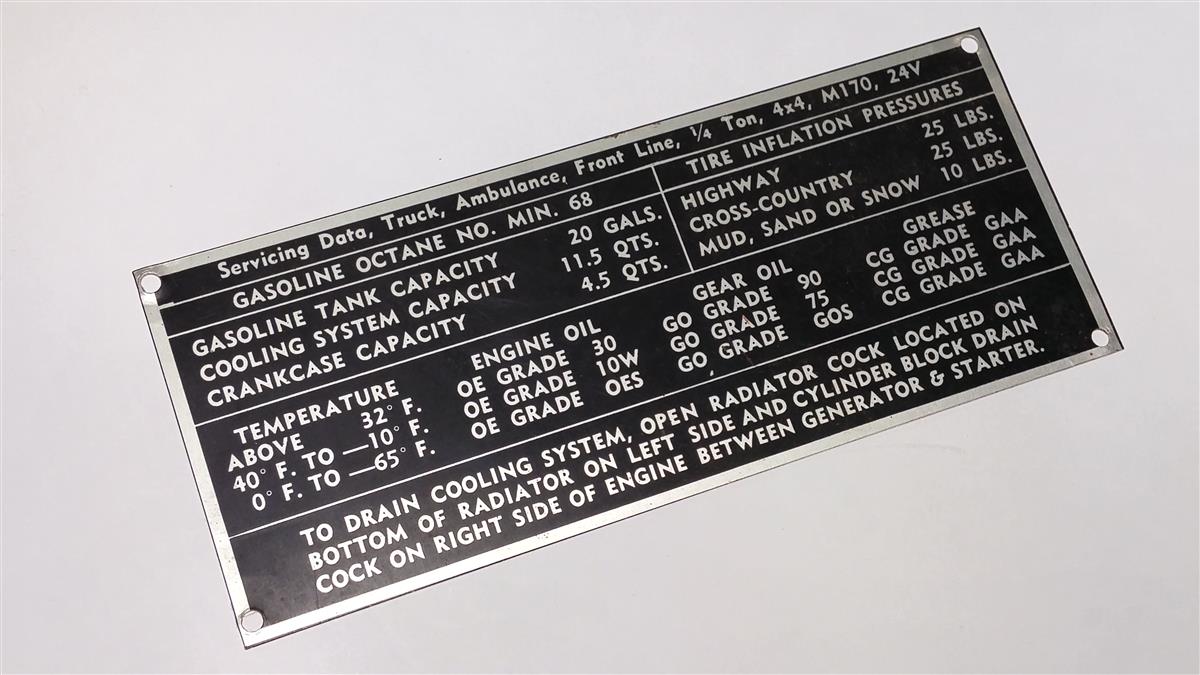 Servicing Data, Truck, Ambulance, Front Line, ¼ Ton, 4x4, M170, 24V
GASOLINE OCTANE NO. MIN. 68
GASOLINE TANK CAPACITY 20 GALS.
COOLING SYSTEM CAPACITY 11.5 QTS.
CRANKCASE CAPACITY 4.5 QTS.
TIRE INFLATION PRESSURES
HIGHWAY 25 LBS.
CROSS-COUNTRY 25 LBS.
MUD, SAND OR SNOW 10 LBS.
TEMPERATURE ENGINE OIL GEAR OIL GREASE
ABOVE 32° F. OE GRADE 30 GO GRADE 90 CG GRADE GAA
40° F. TO —10° F. OE GRADE 10W GO GRADE 75 CG GRADE GAA
0° F. TO —65° F. OE GRADE OES GO GRADE GOS CG GRADE GAA
TO DRAIN COOLING SYSTEM, OPEN RADIATOR COCK LOCATED ON
BOTTOM OF RADIATOR ON LEFT SIDE AND CYLINDER BLOCK DRAIN
COCK ON RIGHT SIDE OF ENGINE BETWEEN GENERATOR & STARTER.